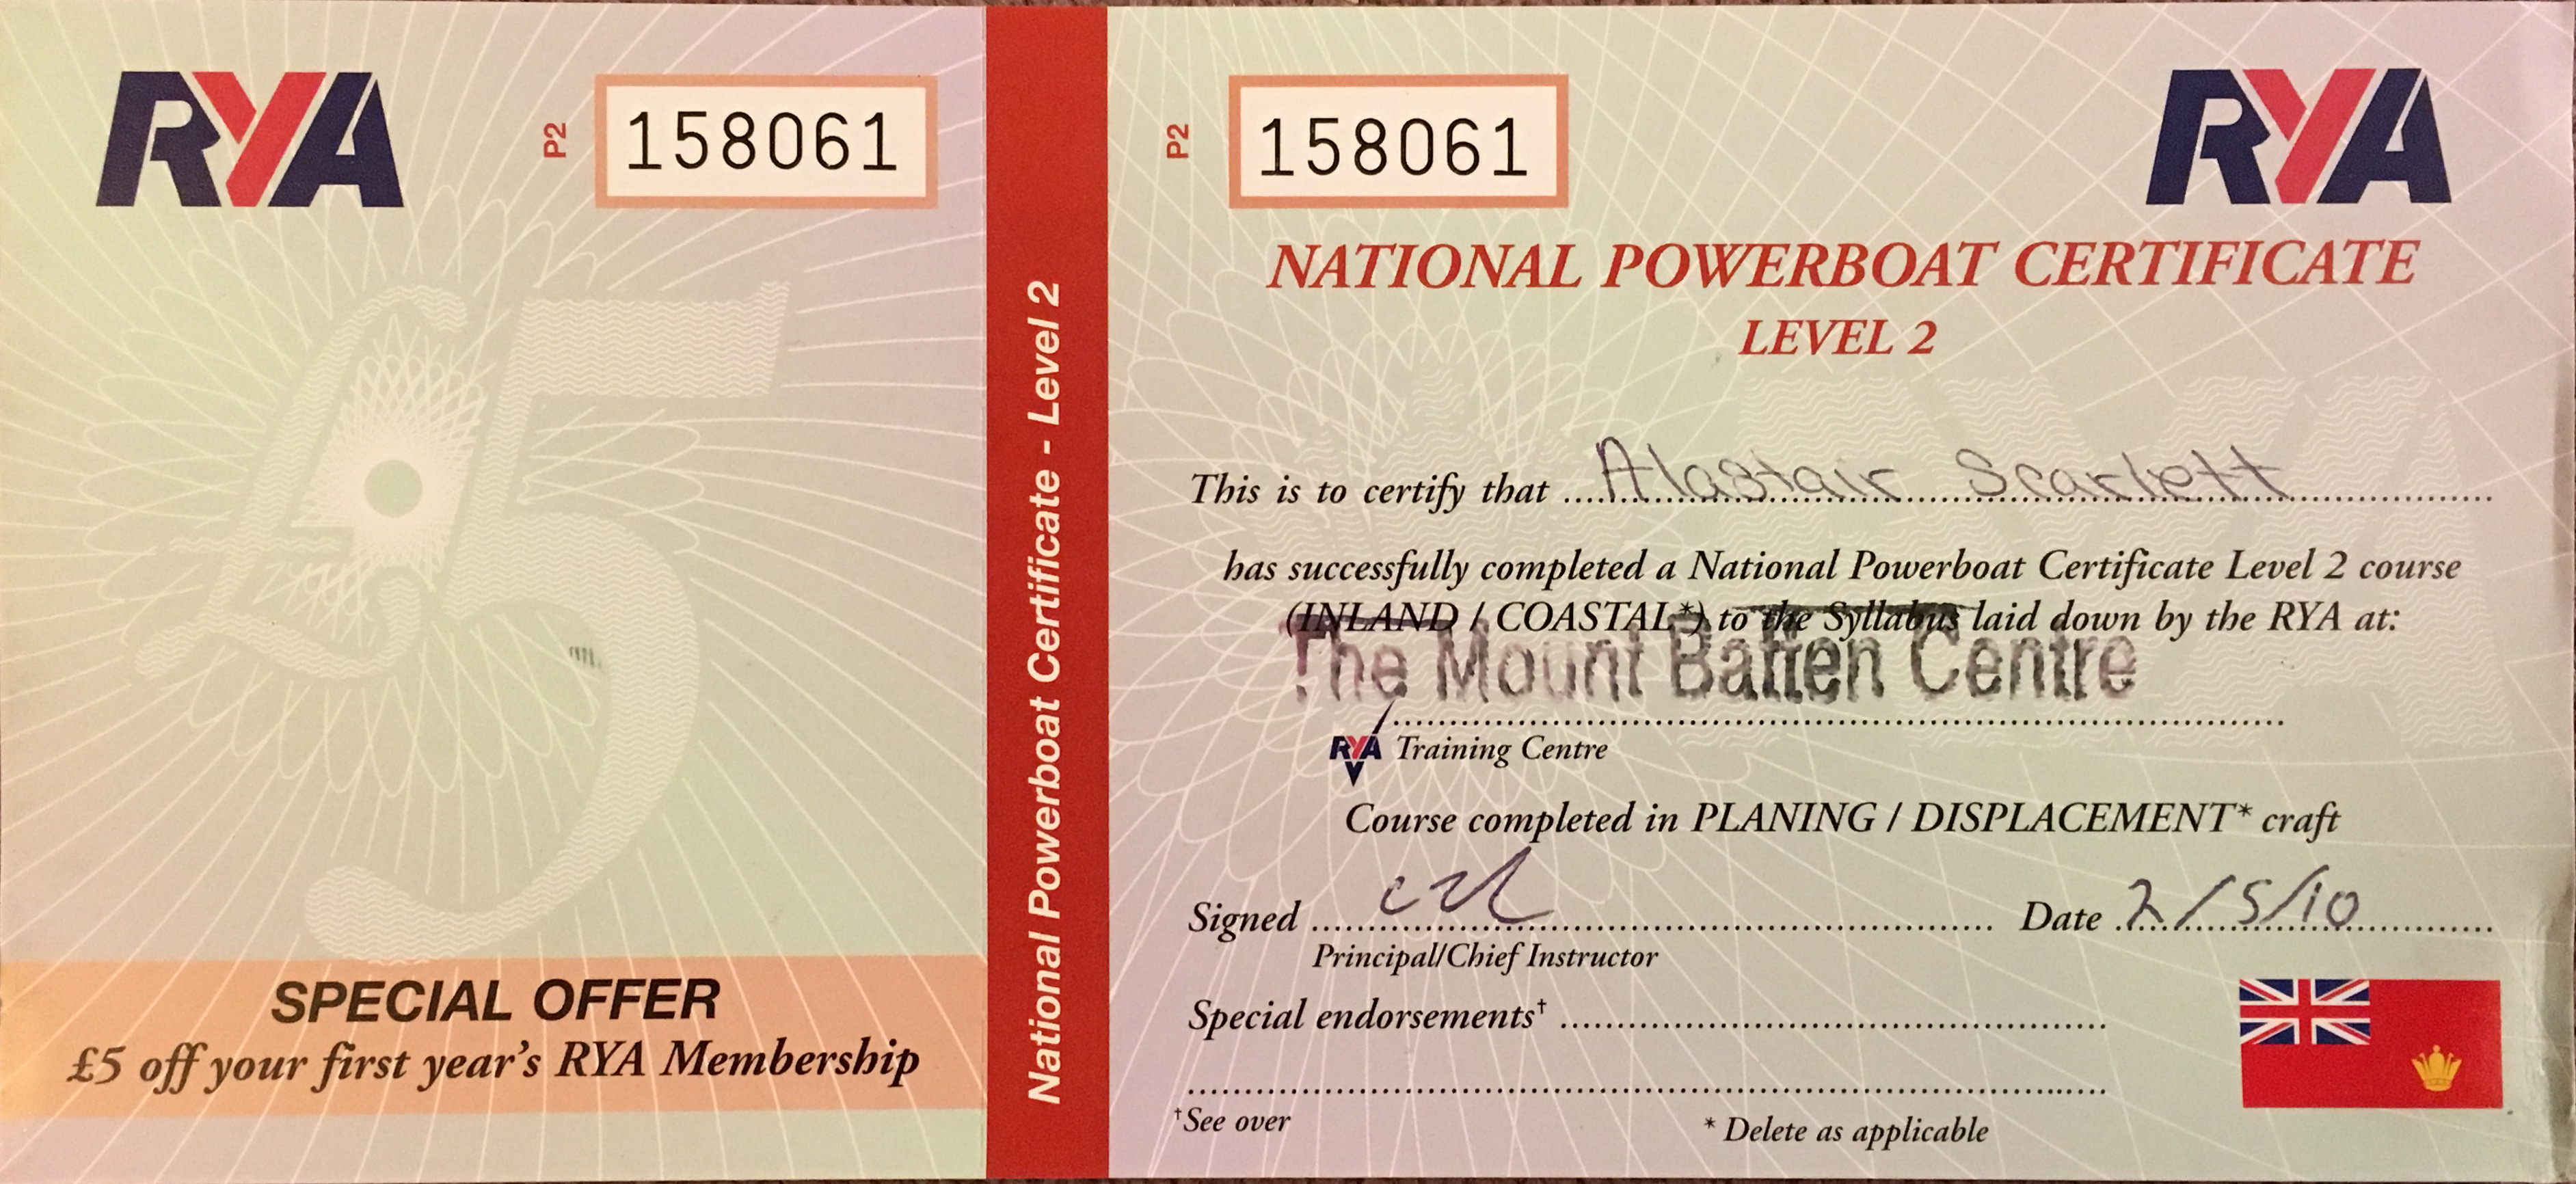 RYA
P2
158061
SPECIAL OFFER
£5 off your first year's RYA Membership
National Powerboat Certificate - Level 2
P2
158061
RYA
NATIONAL POWERBOAT CERTIFICATE
LEVEL 2
This is to certify that Alastair Scarlett
has successfully completed a National Powerboat Certificate Level 2 course
(INLAND / COASTAL*) to the Syllabus laid down by the RYA at:
The Mount Batten Centre
RYA Training Centre
Course completed in PLANING / DISPLACEMENT* craft
Signed Date 2/5/10
Principal/Chief Instructor
Special endorsements†
†See over
* Delete as applicable